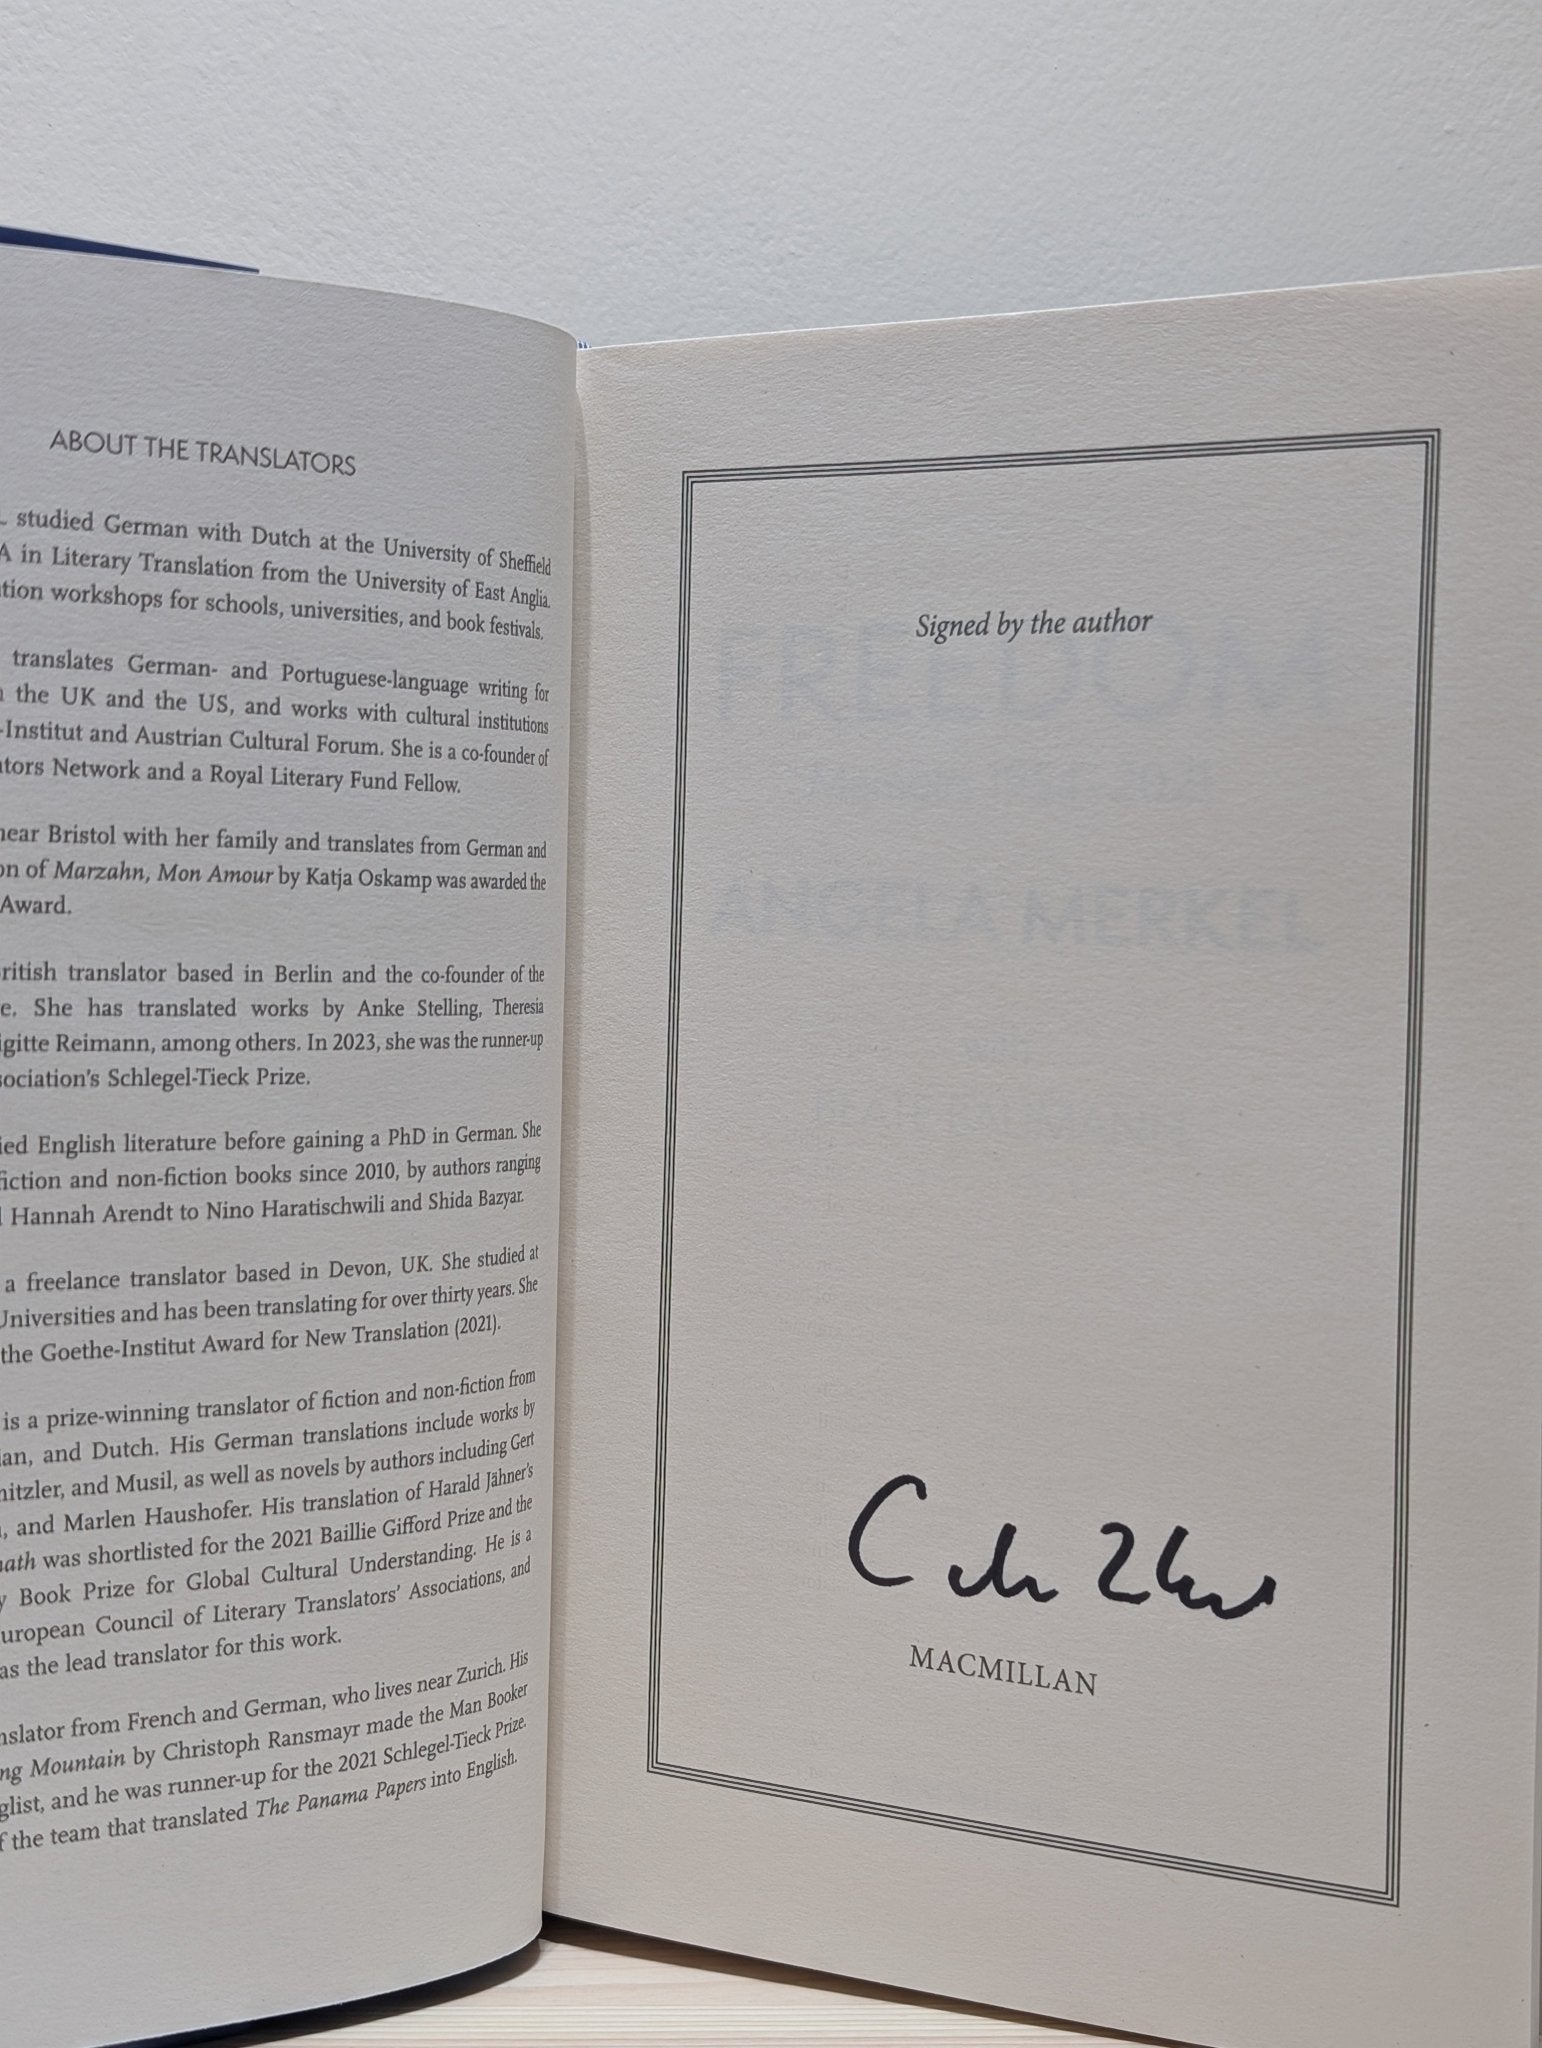 ABOUT THE TRANSLATORS
studied German with Dutch at the University of Sheffield
A in Literary Translation from the University of East Anglia.
tion workshops for schools, universities, and book festivals.
translates German- and Portuguese-language writing for
n the UK and the US, and works with cultural institutions
-Institut and Austrian Cultural Forum. She is a co-founder of
ators Network and a Royal Literary Fund Fellow.
near Bristol with her family and translates from German and
on of Marzahn, Mon Amour by Katja Oskamp was awarded the
Award.
ritish translator based in Berlin and the co-founder of the
e. She has translated works by Anke Stelling, Theresia
igitte Reimann, among others. In 2023, she was the runner-up
sociation's Schlegel-Tieck Prize.
ied English literature before gaining a PhD in German. She
fiction and non-fiction books since 2010, by authors ranging
d Hannah Arendt to Nino Haratischwili and Shida Bazyar.
a freelance translator based in Devon, UK. She studied at
Universities and has been translating for over thirty years. She
the Goethe-Institut Award for New Translation (2021).
is a prize-winning translator of fiction and non-fiction from
ian, and Dutch. His German translations include works by
nitzler, and Musil, as well as novels by authors including Gert
, and Marlen Haushofer. His translation of Harald Jähner's
math was shortlisted for the 2021 Baillie Gifford Prize and the
y Book Prize for Global Cultural Understanding. He is a
uropean Council of Literary Translators' Associations, and
as the lead translator for this work.
nslator from French and German, who lives near Zurich. His
ng Mountain by Christoph Ransmayr made the Man Booker
glist, and he was runner-up for the 2021 Schlegel-Tieck Prize.
f the team that translated The Panama Papers into English.
Signed by the author
FREEDOM
ANGELA MERKEL
MACMILLAN